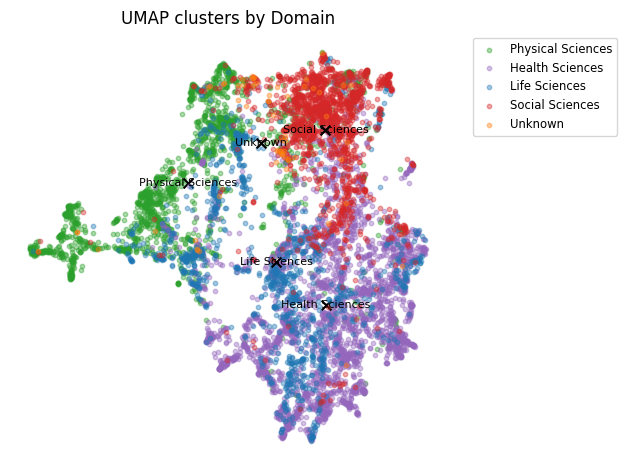 UMAP clusters by Domain
Physical Sciences
Health Sciences
Life Sciences
Social Sciences
Unknown
Social Sciences
Unknown
Physical Sciences
Life Sciences
Health Sciences